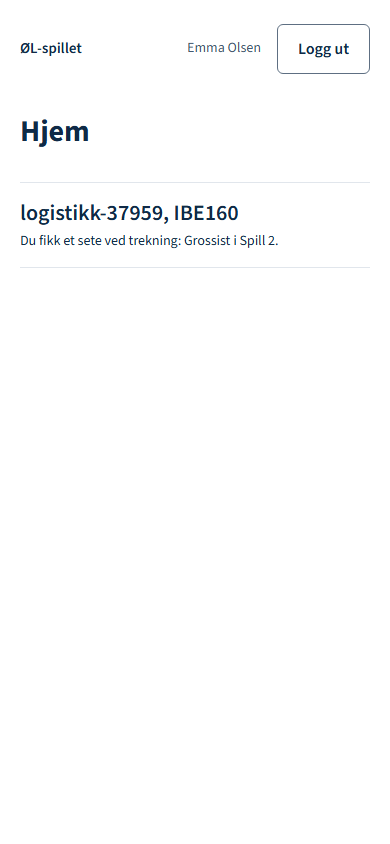 ØL-spillet
Emma Olsen
Logg ut
Hjem
logistikk-37959, IBE160
Du fikk et sete ved trekning: Grossist i Spill 2.